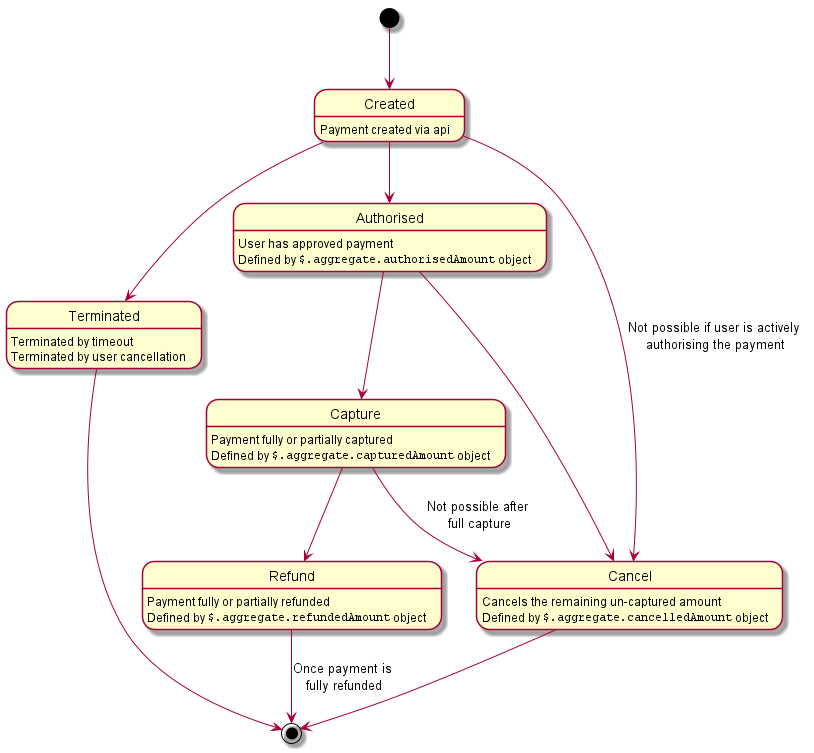 Created
Payment created via api
Authorised
User has approved payment
Defined by $.aggregate.authorisedAmount object
Terminated
Terminated by timeout
Terminated by user cancellation
Not possible if user is actively
authorising the payment
Capture
Payment fully or partially captured
Defined by $.aggregate.capturedAmount object
Not possible after
full capture
Refund
Payment fully or partially refunded
Defined by $.aggregate.refundedAmount object
Cancel
Cancels the remaining un-captured amount
Defined by $.aggregate.cancelledAmount object
Once payment is
fully refunded